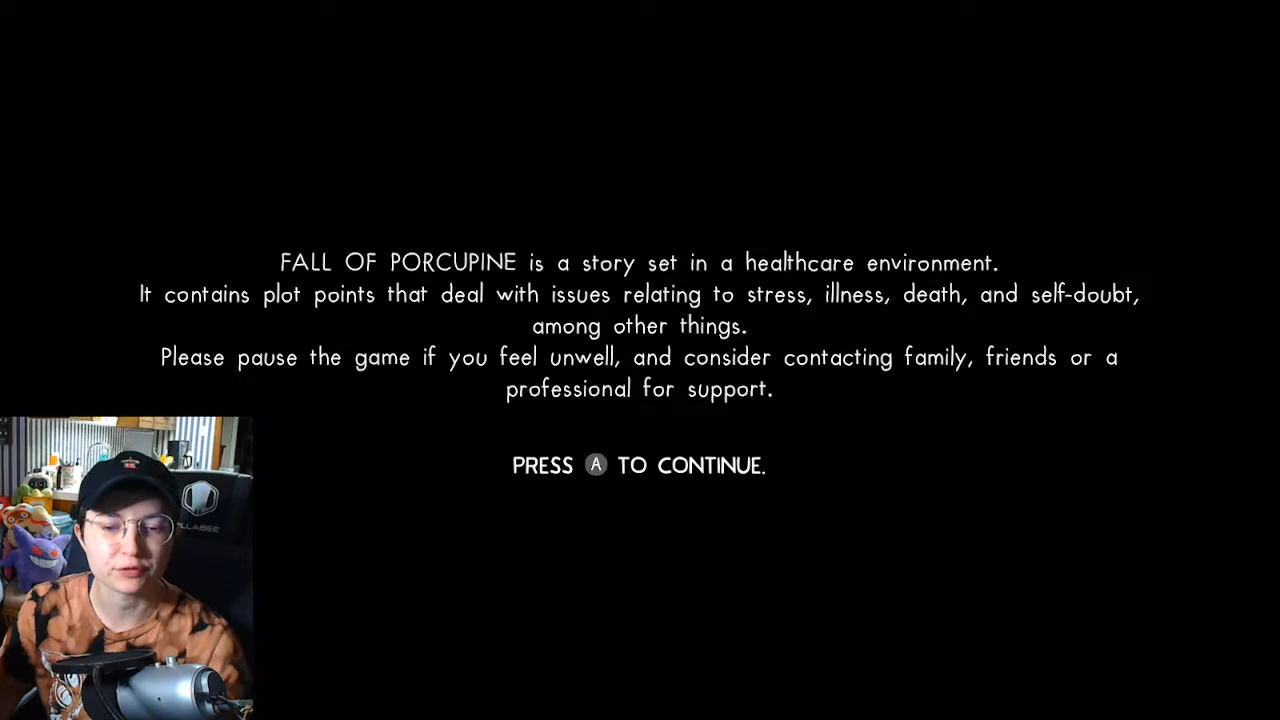 FALL OF PORCUPINE is a story set in a healthcare environment.
It contains plot points that deal with issues relating to stress, illness, death, and self-doubt,
among other things.
Please pause the game if you feel unwell, and consider contacting family, friends or a
professional for support.
PRESS A TO CONTINUE.